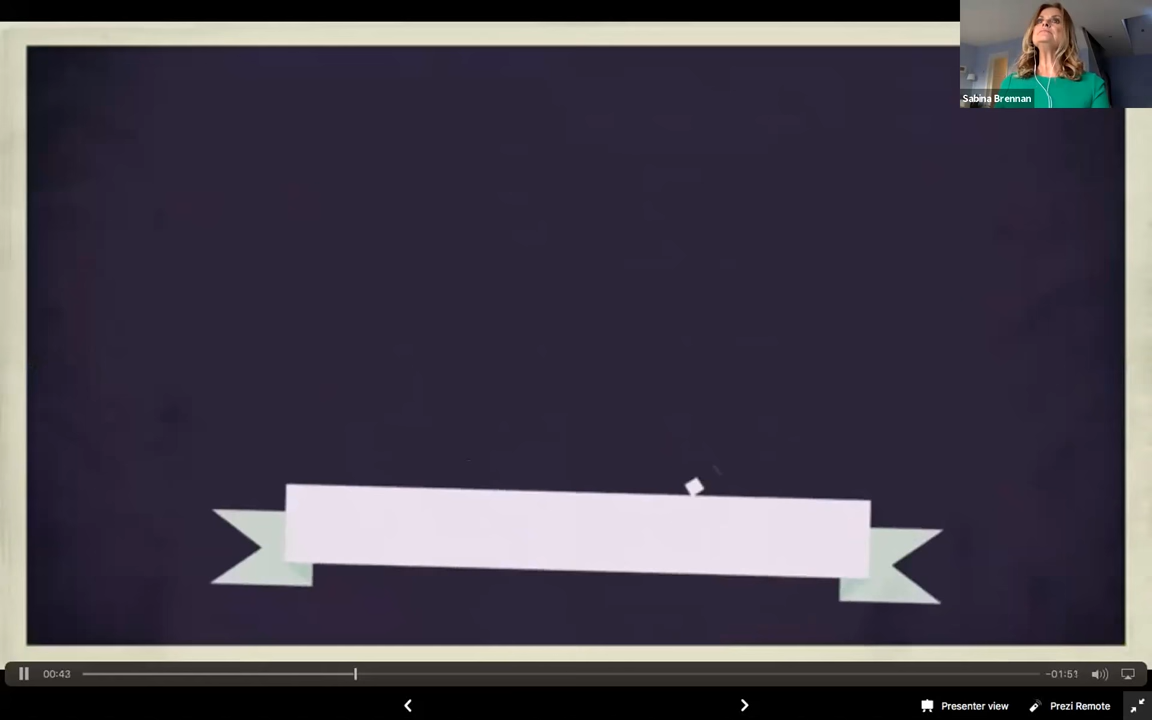 Sabina Brennan
00:43
-01:51
Presenter view
Prezi Remote